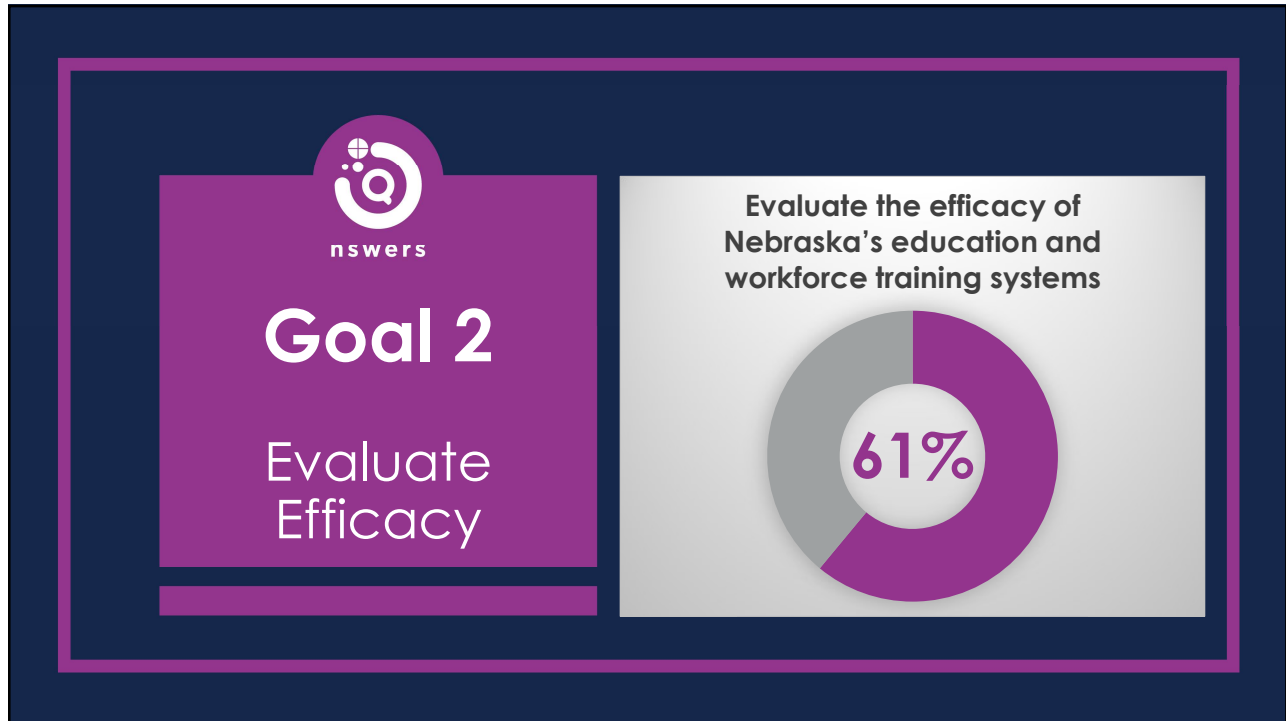 nswers
Goal 2
Evaluate
Efficacy
Evaluate the efficacy of
Nebraska’s education and
workforce training systems
61%